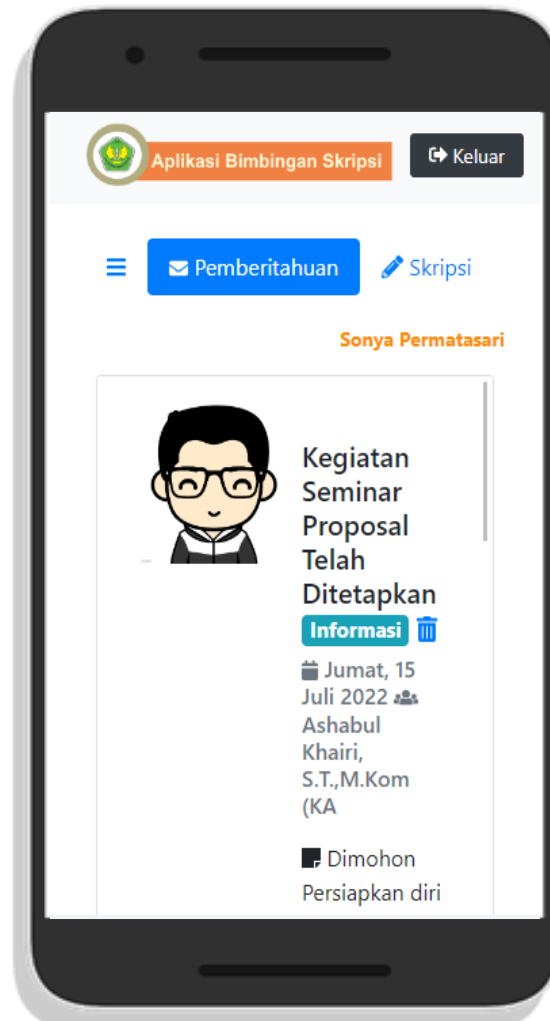 Aplikasi Bimbingan Skripsi
Keluar
Pemberitahuan
Skripsi
Sonya Permatasari
Kegiatan
Seminar
Proposal
Telah
Ditetapkan
Informasi
Jumat, 15
Juli 2022
Ashabul
Khairi,
S.T.,M.Kom
(KA
Dimohon
Persiapkan diri